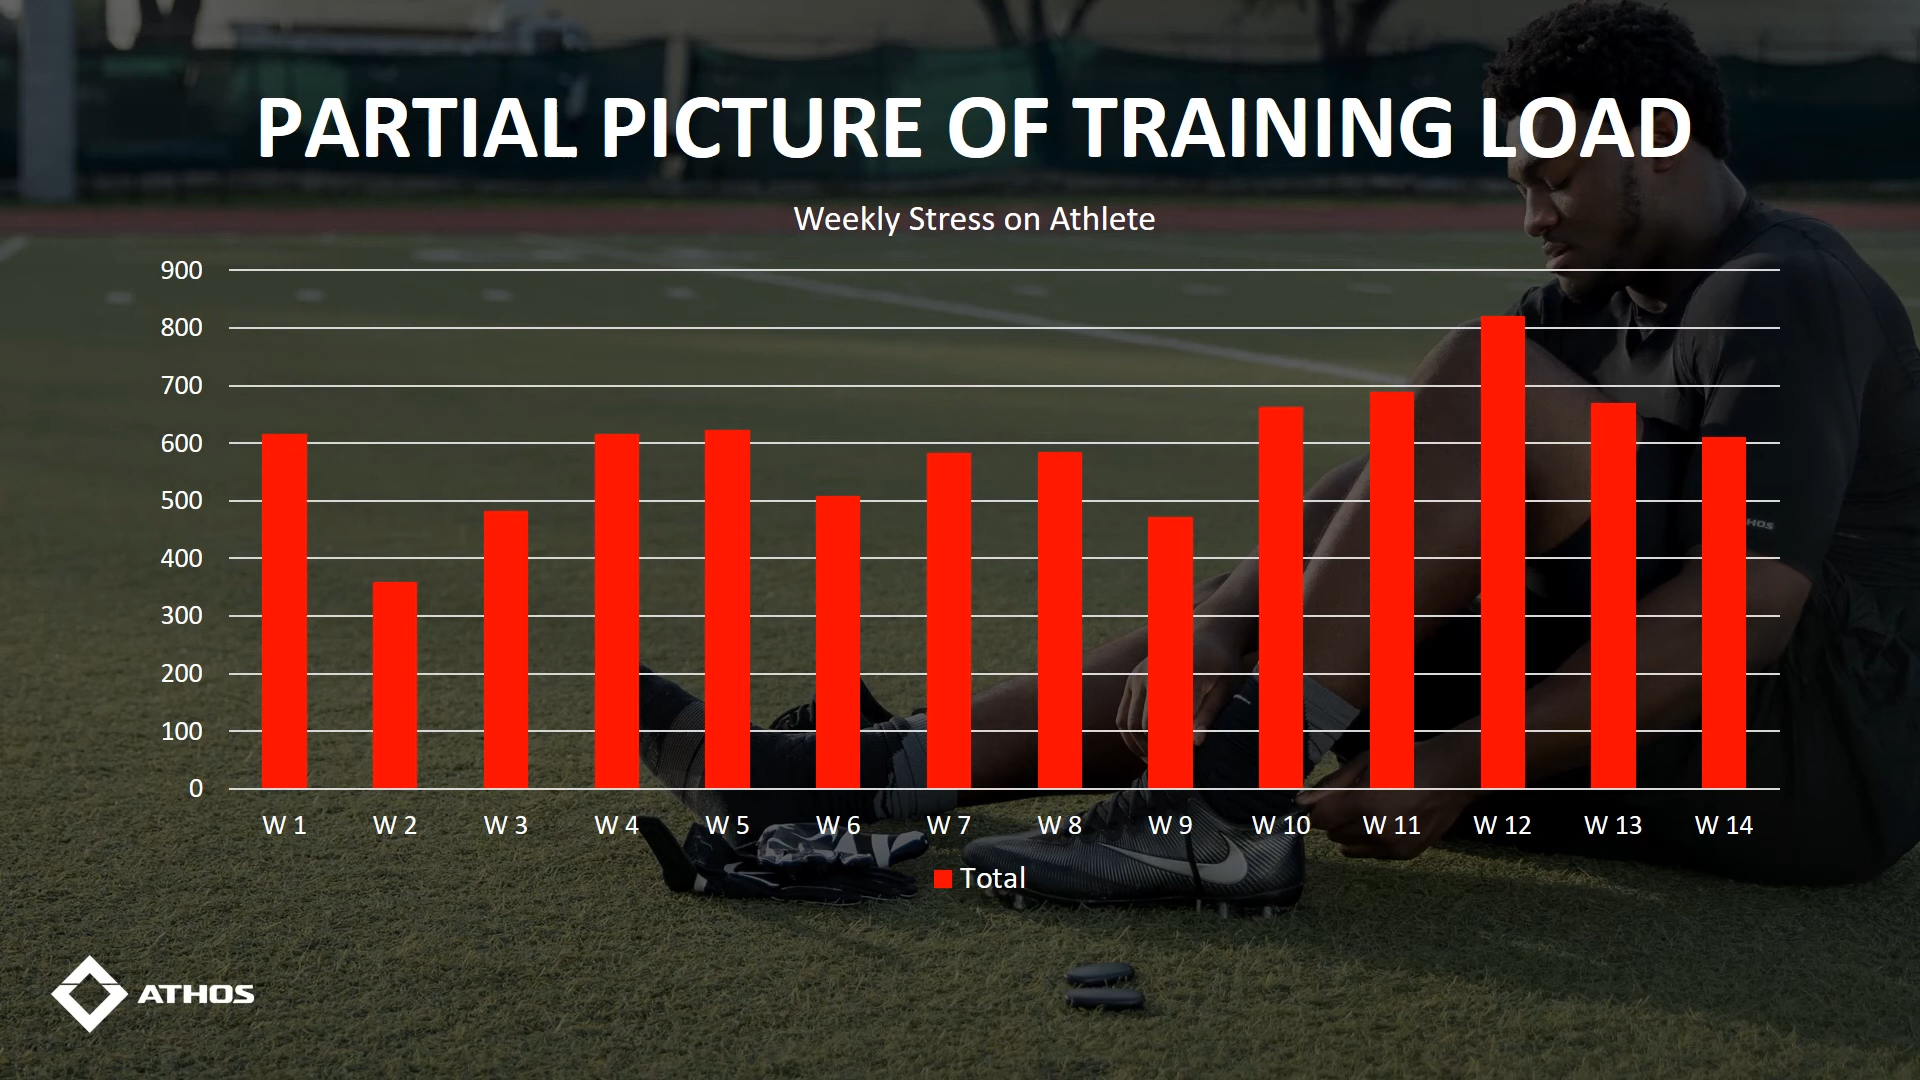 PARTIAL PICTURE OF TRAINING LOAD
Weekly Stress on Athlete
900
800
700
600
500
400
300
200
100
0
W 1 W 2 W 3 W 4 W 5 W 6 W 7 W 8 W 9 W 10 W 11 W 12 W 13 W 14
Total
HOS
ATHOS